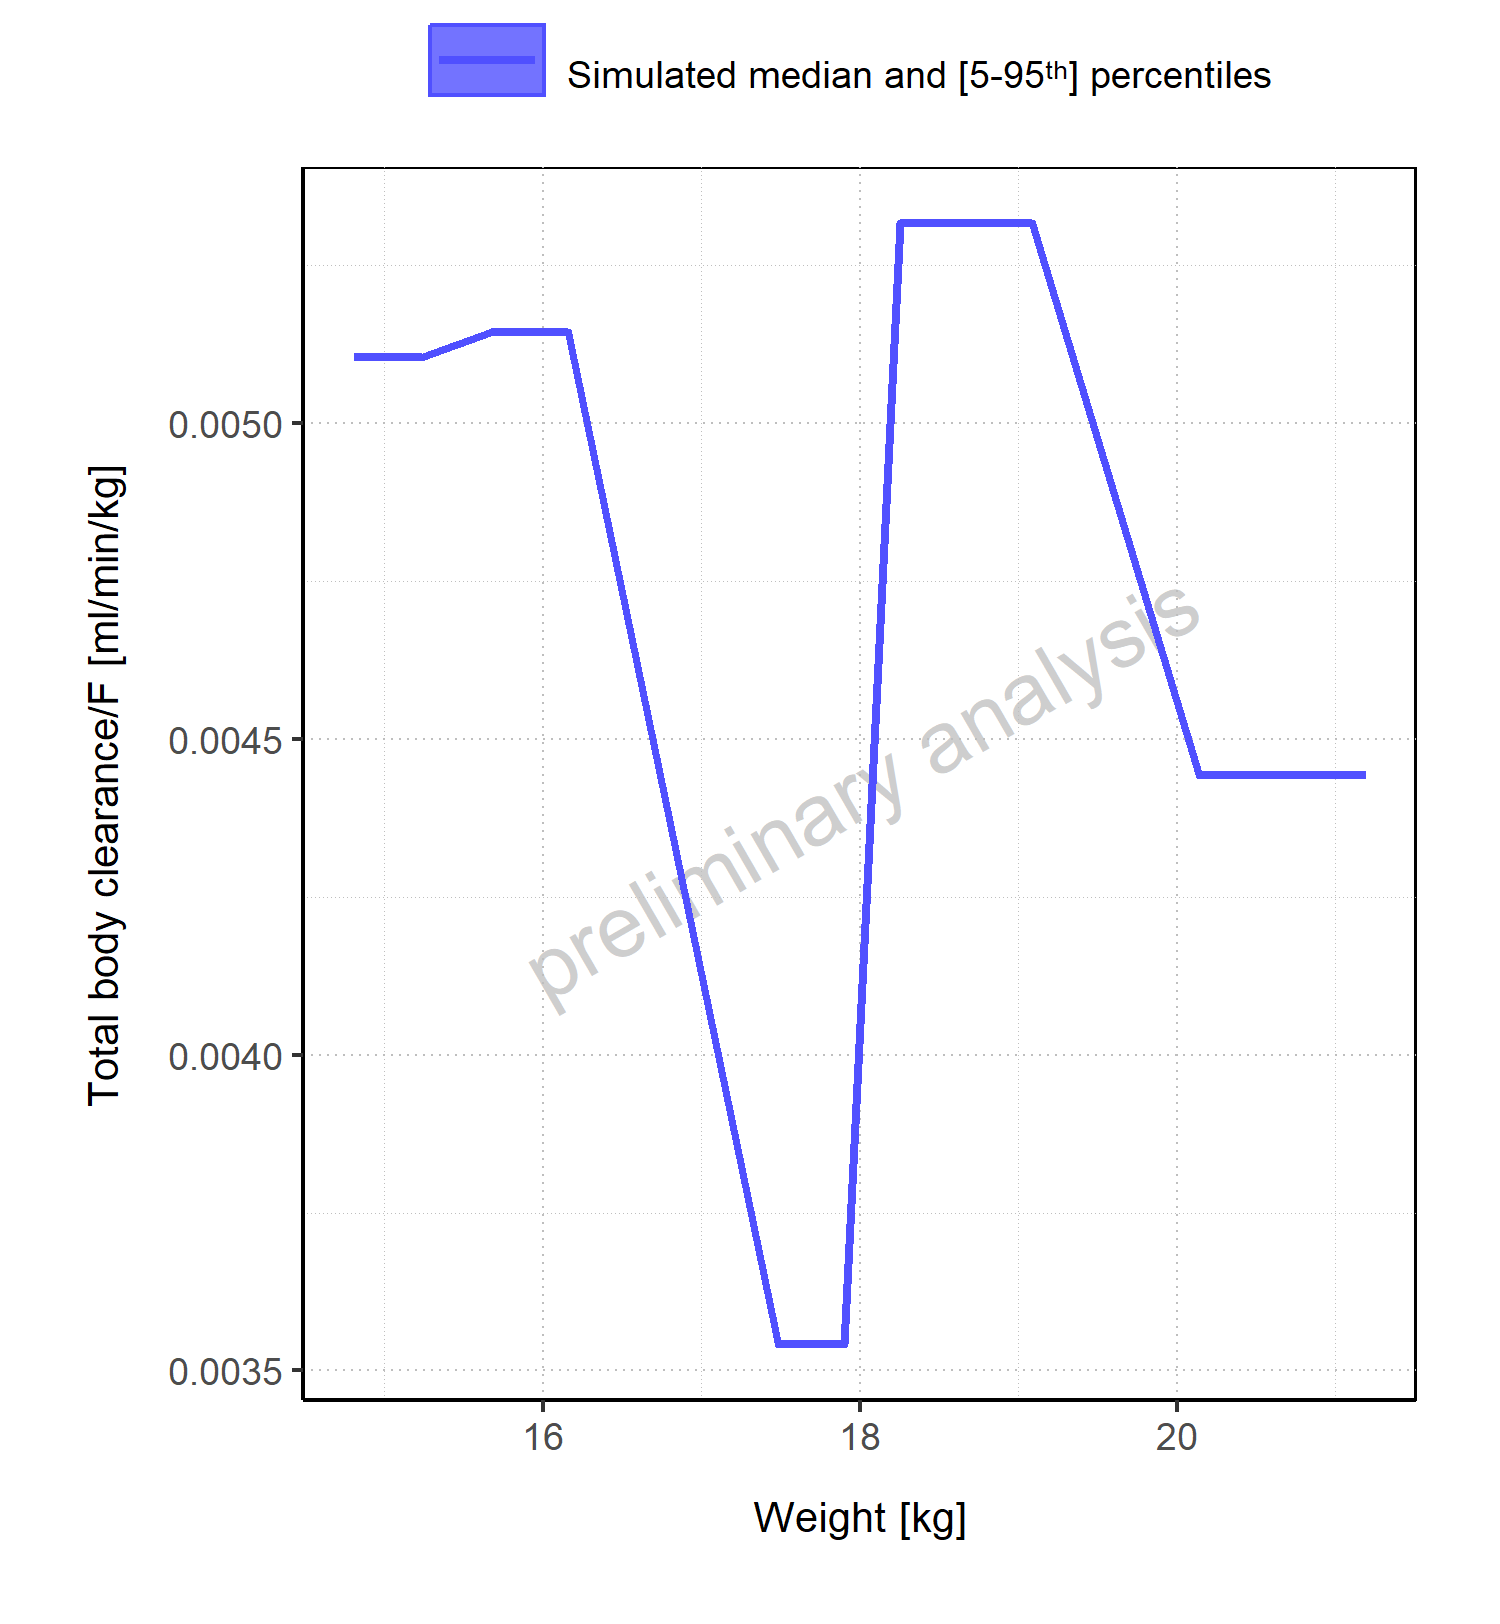 Simulated median and [5-95th] percentiles
Total body clearance/F [ml/min/kg]
0.0050
0.0045
0.0040
0.0035
preliminary analysis
16 18 20
Weight [kg]